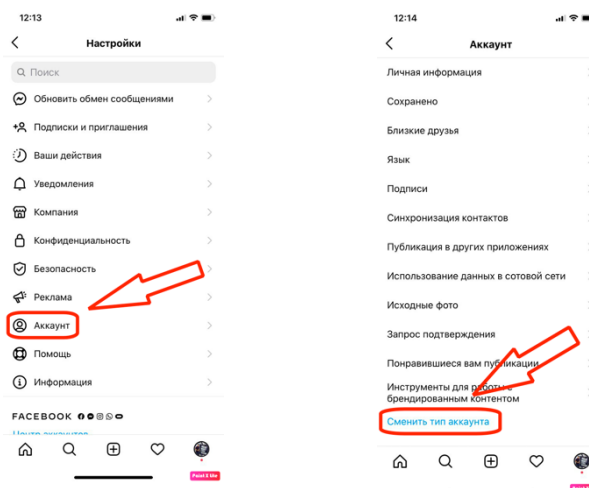 12:13
Настройки
Поиск
Обновить обмен сообщениями
Подписки и приглашения
Ваши действия
Уведомления
Компания
Конфиденциальность
Безопасность
Реклама
Аккаунт
Помощь
Информация
FACEBOOK
Центр аккаунтов
12:14
Аккаунт
Личная информация
Сохранено
Близкие друзья
Язык
Подписи
Синхронизация контактов
Публикация в других приложениях
Использование данных в сотовой сети
Исходные фото
Запрос подтверждения
Понравившиеся вам публикации
Инструменты для работы с
брендированным контентом
Сменить тип аккаунта